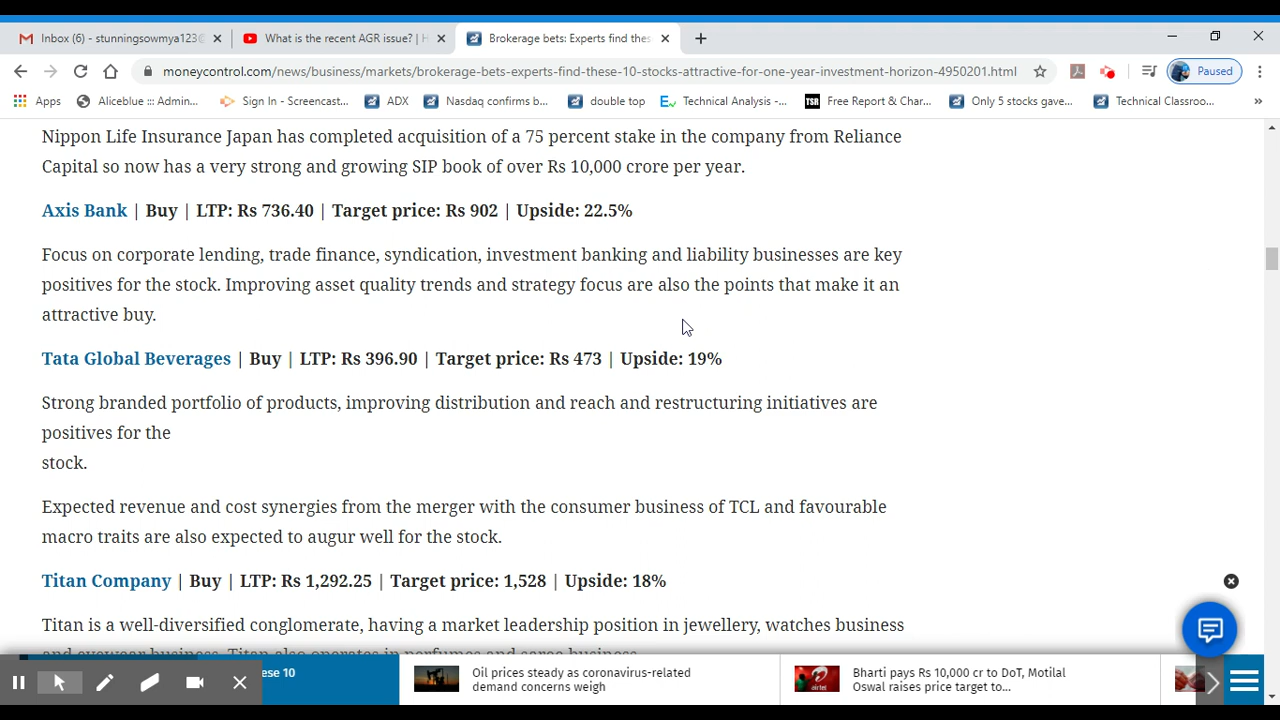 Inbox (6) - stunningsowmya123@
What is the recent AGR issue? | H
Brokerage bets: Experts find thes
moneycontrol.com/news/business/markets/brokerage-bets-experts-find-these-10-stocks-attractive-for-one-year-investment-horizon-4950201.html
Paused
Apps
Aliceblue ::: Admin...
Sign In - Screencast...
ADX
Nasdaq confirms b...
double top
Technical Analysis -...
TSR Free Report & Char...
Only 5 stocks gave...
Technical Classroo...
»
Nippon Life Insurance Japan has completed acquisition of a 75 percent stake in the company from Reliance
Capital so now has a very strong and growing SIP book of over Rs 10,000 crore per year.
Axis Bank | Buy | LTP: Rs 736.40 | Target price: Rs 902 | Upside: 22.5%
Focus on corporate lending, trade finance, syndication, investment banking and liability businesses are key
positives for the stock. Improving asset quality trends and strategy focus are also the points that make it an
attractive buy.
Tata Global Beverages | Buy | LTP: Rs 396.90 | Target price: Rs 473 | Upside: 19%
Strong branded portfolio of products, improving distribution and reach and restructuring initiatives are
positives for the
stock.
Expected revenue and cost synergies from the merger with the consumer business of TCL and favourable
macro traits are also expected to augur well for the stock.
Titan Company | Buy | LTP: Rs 1,292.25 | Target price: 1,528 | Upside: 18%
Titan is a well-diversified conglomerate, having a market leadership position in jewellery, watches business
and eyewear business. Titan also operates in perfumes and saree business.
ese 10
Oil prices steady as coronavirus-related
demand concerns weigh
airtel
Bharti pays Rs 10,000 cr to DoT, Motilal
Oswal raises price target to...